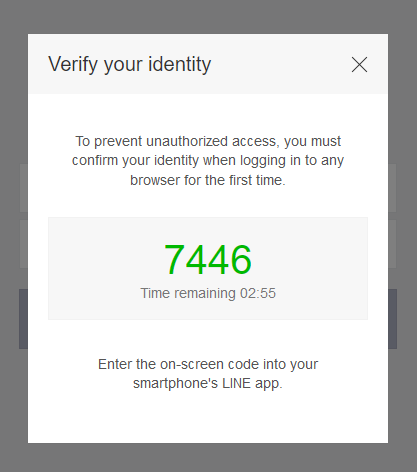 Verify your identity
To prevent unauthorized access, you must
confirm your identity when logging in to any
browser for the first time.
7446
Time remaining 02:55
Enter the on-screen code into your
smartphone's LINE app.